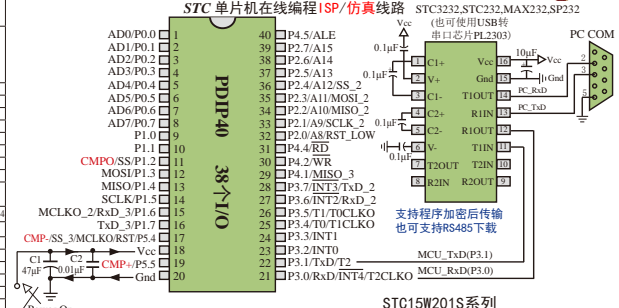 STC 单片机在线编程ISP/仿真线路
STC3232,STC232,MAX232,SP232
(也可使用USB转
串口芯片PL2303)
PC COM
Vcc
0.1μF
0.1μF
0.1μF
0.1μF
10μF
Vcc
Gnd
AD0/P0.0 1
AD1/P0.1 2
AD2/P0.2 3
AD3/P0.3 4
AD4/P0.4 5
AD5/P0.5 6
AD6/P0.6 7
AD7/P0.7 8
P1.0 9
P1.1 10
CMPO/SS/P1.2 11
MOSI/P1.3 12
MISO/P1.4 13
SCLK/P1.5 14
MCLKO_2/RxD_3/P1.6 15
TxD_3/P1.7 16
CMP-/SS_3/MCLKO/RST/P5.4 17
Vcc 18
CMP+/P5.5 19
Gnd 20
PDIP40 38个I/O
40 P4.5/ALE
39 P2.7/A15
38 P2.6/A14
37 P2.5/A13
36 P2.4/A12/SS_2
35 P2.3/A11/MOSI_2
34 P2.2/A10/MISO_2
33 P2.1/A9/SCLK_2
32 P2.0/A8/RST_LOW
31 P4.4/RD
30 P4.2/WR
29 P4.1/MISO_3
28 P3.7/INT3/TxD_2
27 P3.6/INT2/RxD_2
26 P3.5/T1/T0CLKO
25 P3.4/T0/T1CLKO
24 P3.3/INT1
23 P3.2/INT0
22 P3.1/TxD/T2
21 P3.0/RxD/INT4/T2CLKO
C1
47μF
C2
0.01μF
1 C1+
2 V+
3 C1-
4 C2+
5 C2-
6 V-
7 T2OUT
8 R2IN
Vcc 16
Gnd 15
T1OUT 14
R1IN 13
R1OUT 12
T1IN 11
T2IN 10
R2OUT 9
PC_RxD
PC_TxD
2
3
5
支持程序加密后传输
也可支持RS485下载
MCU_TxD(P3.1)
MCU_RxD(P3.0)
STC15W201S系列